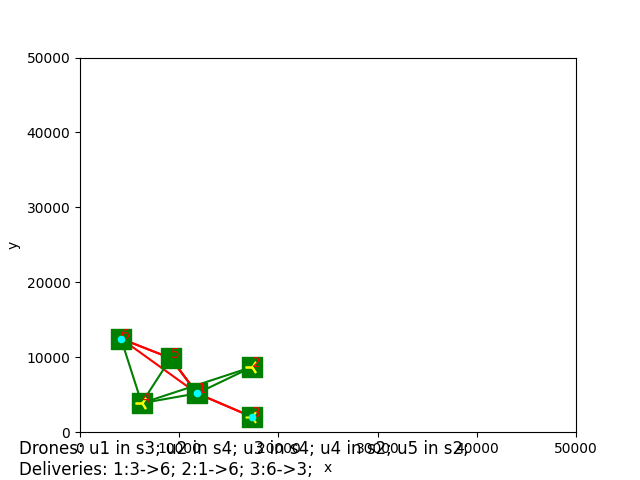 50000
40000
30000
20000
10000
0
y
0 10000 20000 30000 40000 50000
Drones: u1 in s3; u2 in s4; u3 in s4; u4 in s2; u5 in s2;
Deliveries: 1:3->6; 2:1->6; 3:6->3;
x